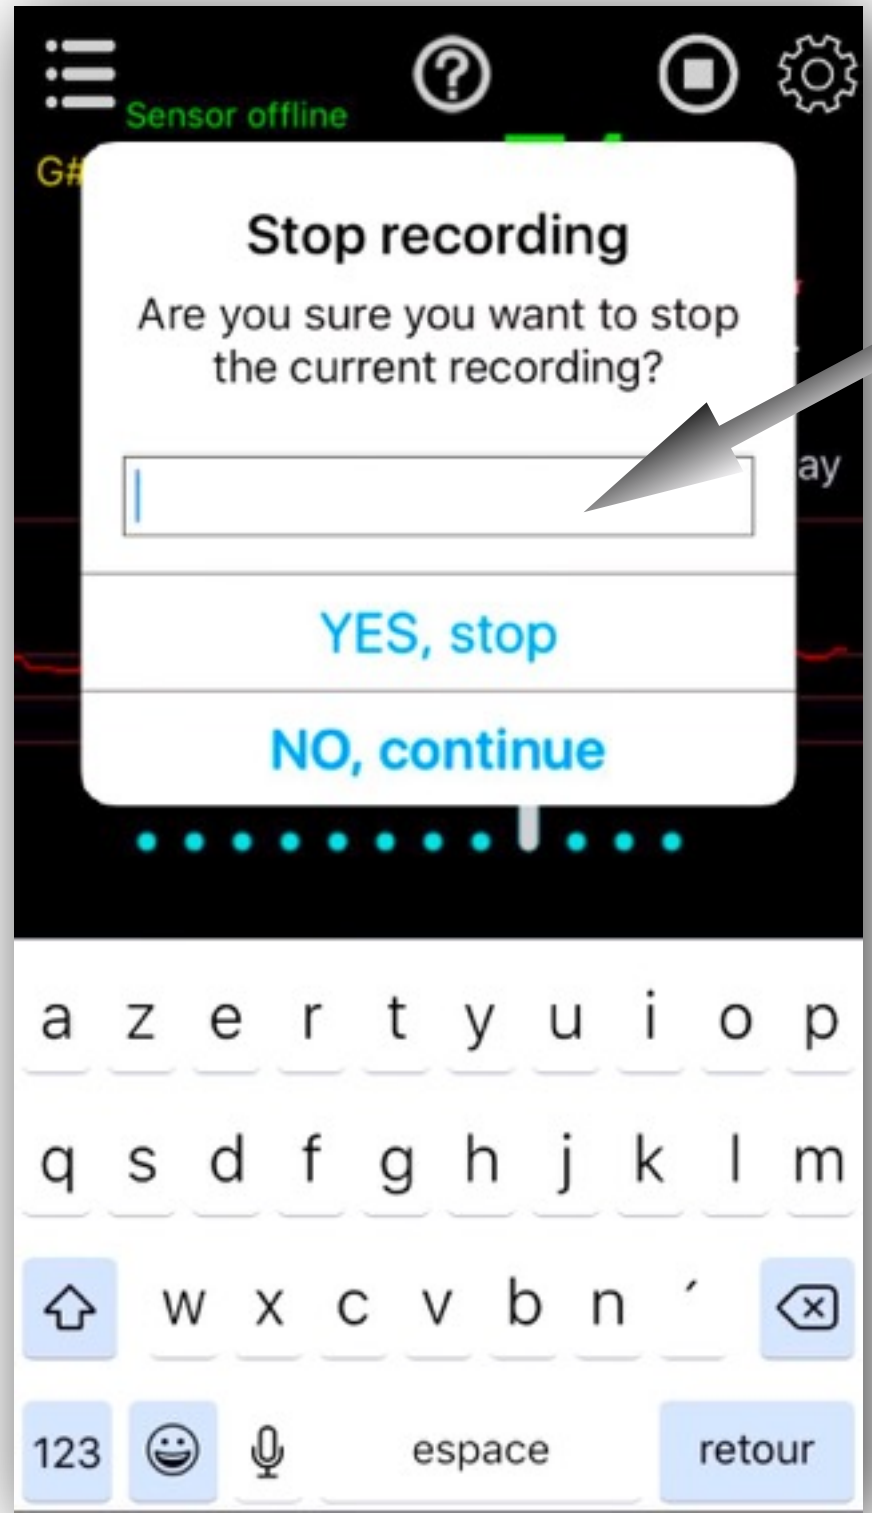 Sensor offline
G#
Stop recording
Are you sure you want to stop
the current recording?
ay
YES, stop
NO, continue
a z e r t y u i o p
q s d f g h j k l m
w x c v b n ´
123 espace retour